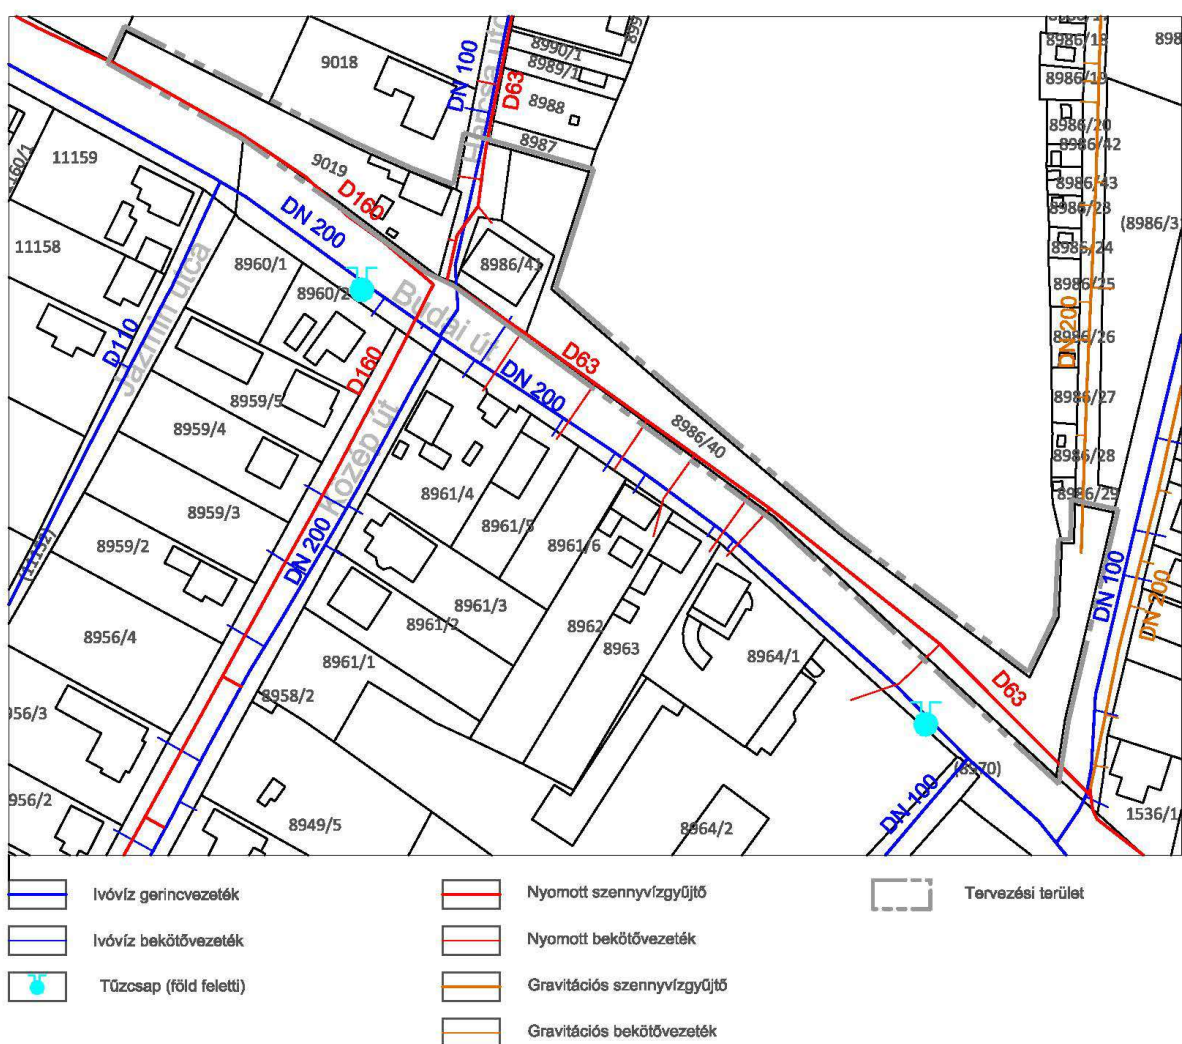 8990/1
8989/1
8988
8987
9018
DN 100
D63
8986/18
8986/19
8986/20
8986/42
8986/43
8986/23
8986/24
8986/25
8986/26
8986/27
8986/28
8986/29
DN 200
11159
11158
9019
D160
DN 200
8986/41
8960/1
8960/2
Budai út
Jázmin utca
D110
D160
D63
DN 200
8959/5
8959/4
8959/3
8959/2
Közép út
DN 200
8986/40
8961/4
8961/5
8961/6
8961/3
8961/2
8961/1
8962
8963
8964/1
D63
DN 100
DN 200
(11152)
8956/4
8958/2
8949/5
8964/2
DN 100
(8970)
1536/1
Ivóvíz gerincvezeték
Ivóvíz bekötővezeték
Tűzcsap (föld feletti)
Nyomott szennyvízgyűjtő
Nyomott bekötővezeték
Gravitációs szennyvízgyűjtő
Gravitációs bekötővezeték
Tervezési terület